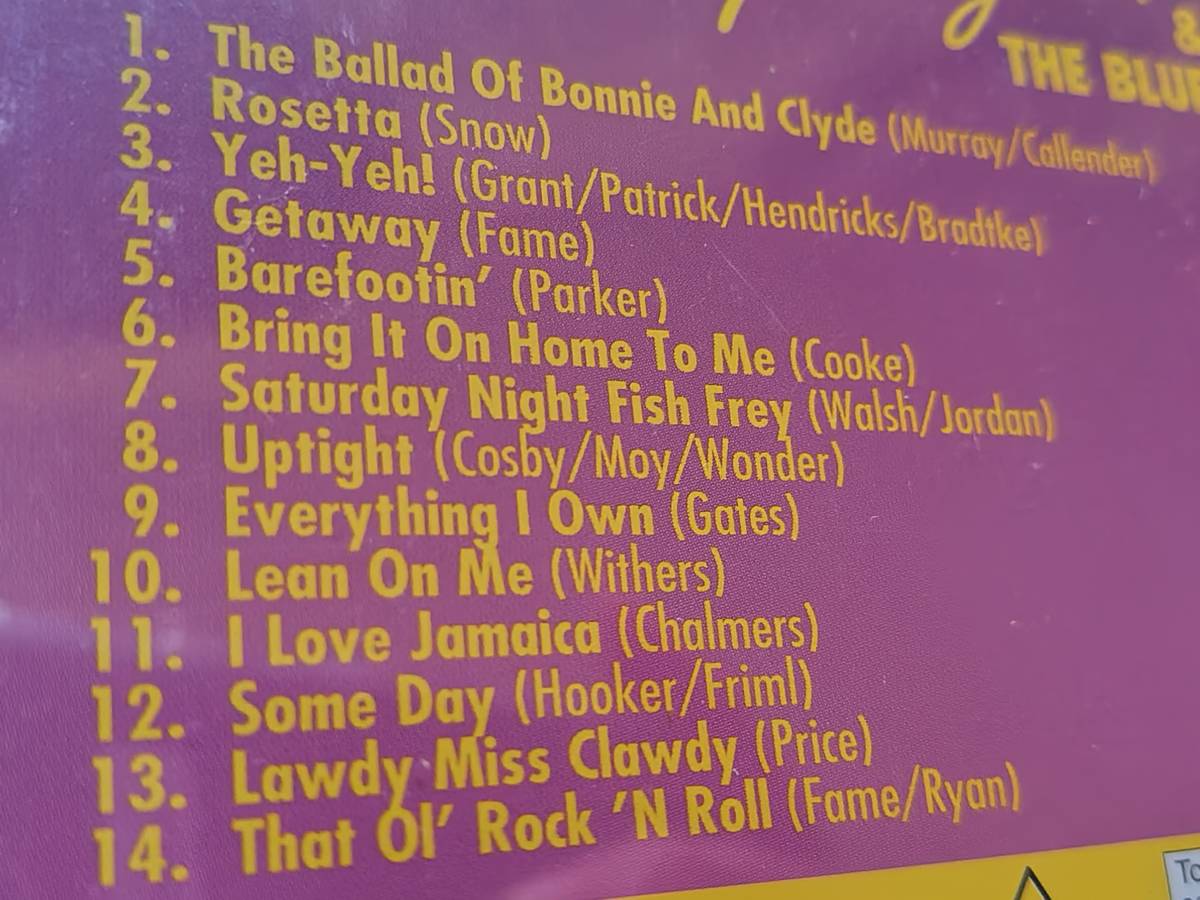 &
THE BLU
1. The Ballad Of Bonnie And Clyde (Murray/Callender)
2. Rosetta (Snow)
3. Yeh-Yeh! (Grant/Patrick/Hendricks/Bradtke)
4. Getaway (Fame)
5. Barefootin' (Parker)
6. Bring It On Home To Me (Cooke)
7. Saturday Night Fish Frey (Walsh/Jordan)
8. Uptight (Cosby/Moy/Wonder)
9. Everything I Own (Gates)
10. Lean On Me (Withers)
11. I Love Jamaica (Chalmers)
12. Some Day (Hooker/Friml)
13. Lawdy Miss Clawdy (Price)
14. That Ol' Rock 'N Roll (Fame/Ryan)
To